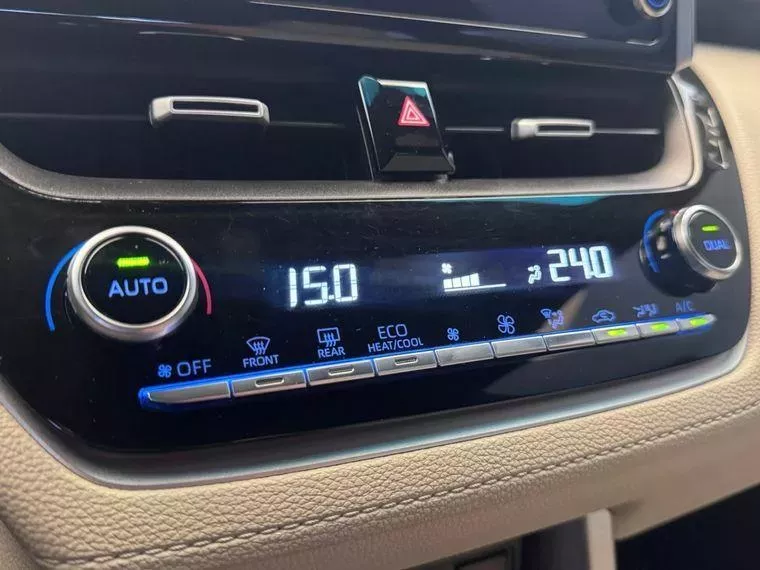 15.0
24.0
AUTO
DUAL
OFF
FRONT
REAR
ECO
HEAT/COOL
A/C